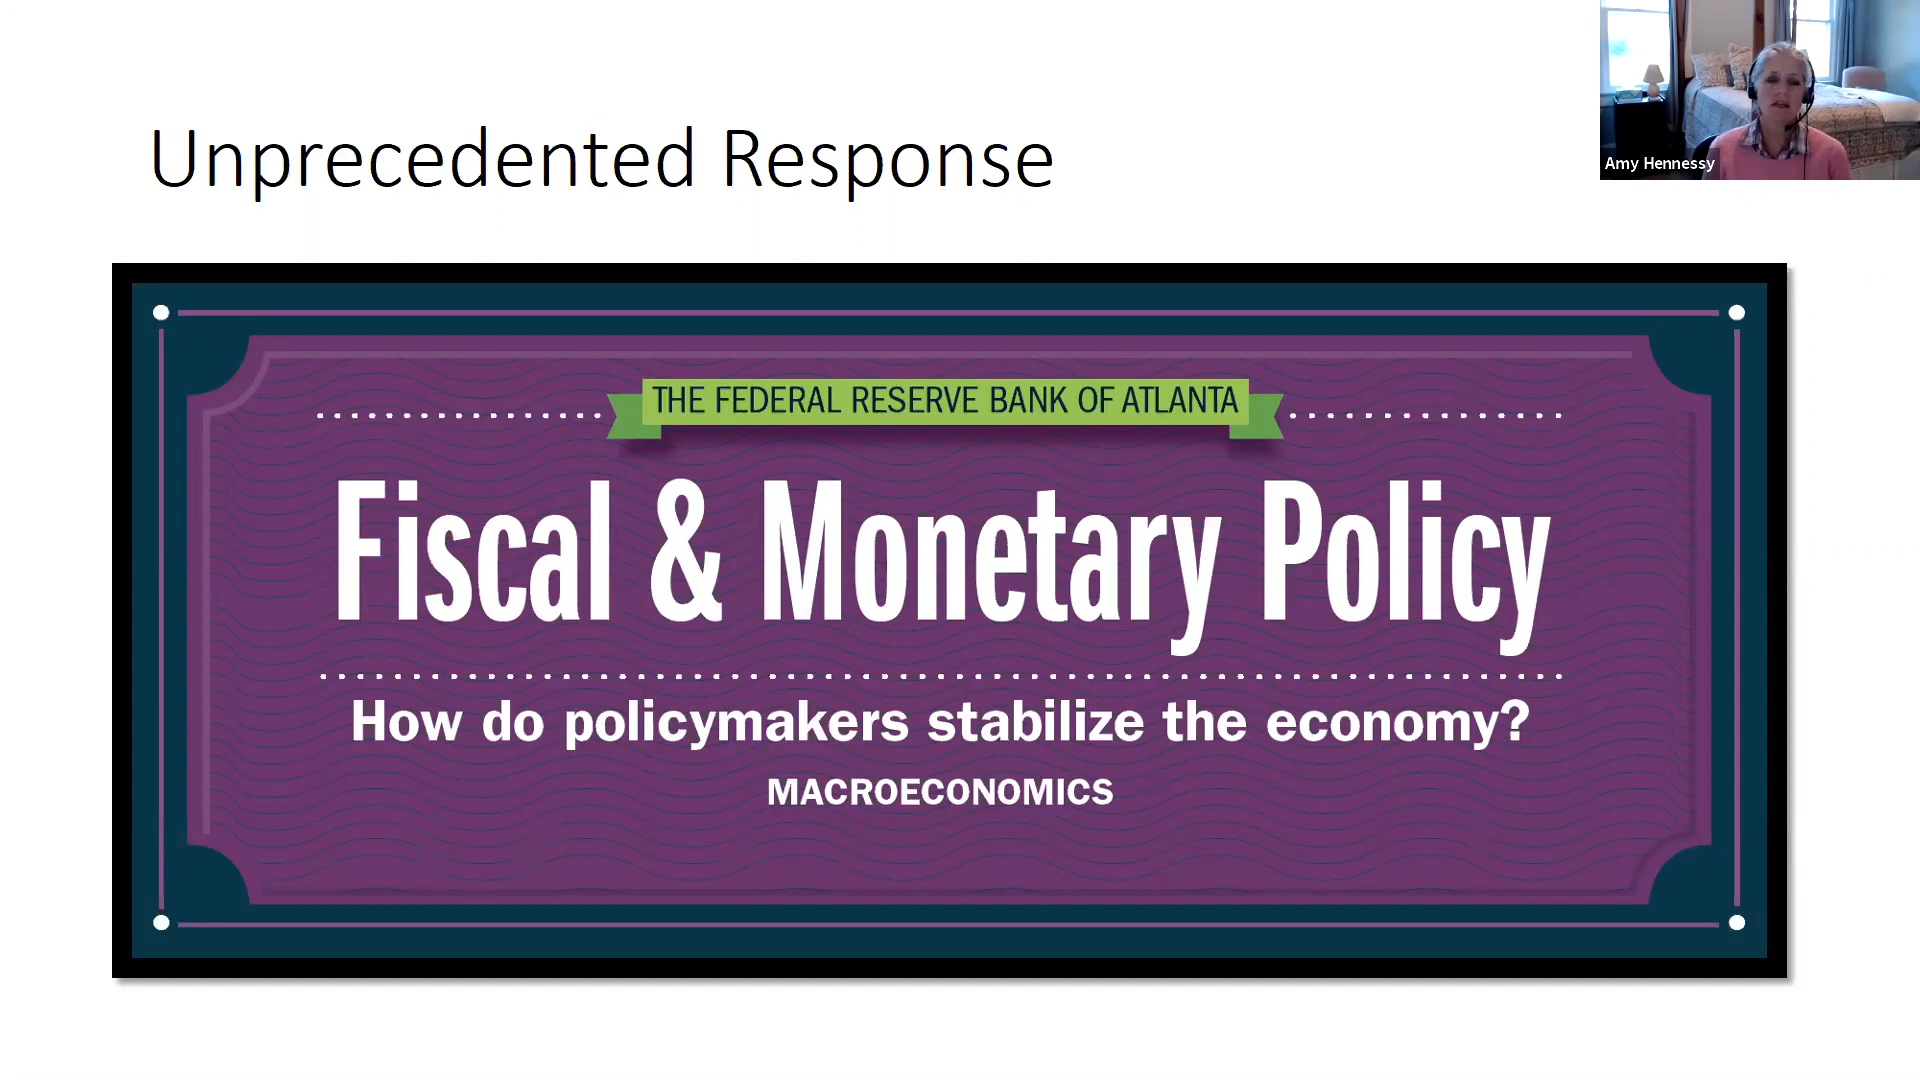 Unprecedented Response
Amy Hennessy
THE FEDERAL RESERVE BANK OF ATLANTA
Fiscal & Monetary Policy
How do policymakers stabilize the economy?
MACROECONOMICS